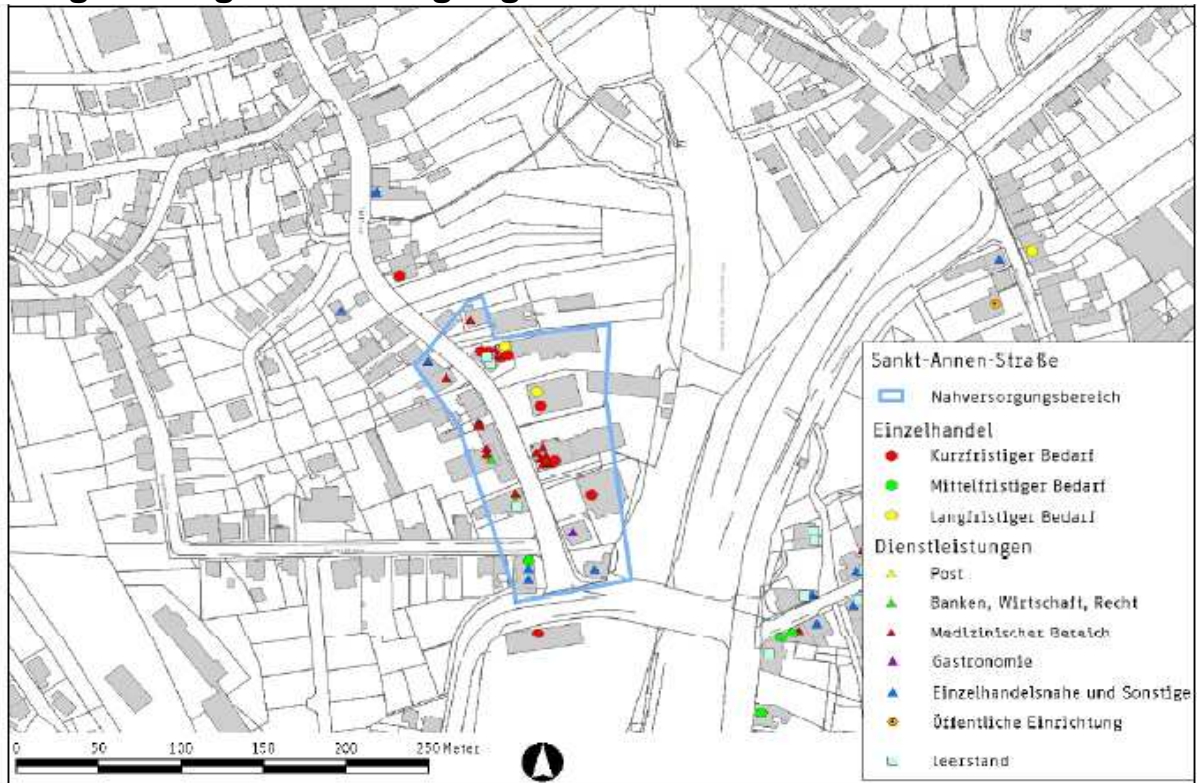 Sankt-Annen-Straße
Nahversorgungsbereich
Einzelhandel
Kurzfristiger Bedarf
Mittelfristiger Bedarf
Langfristiger Bedarf
Dienstleistungen
Post
Banken, Wirtschaft, Recht
Medizinischer Bereich
Gastronomie
Einzelhandelsnahe und Sonstige
Öffentliche Einrichtung
Leerstand
0 50 100 150 200 250 Meter